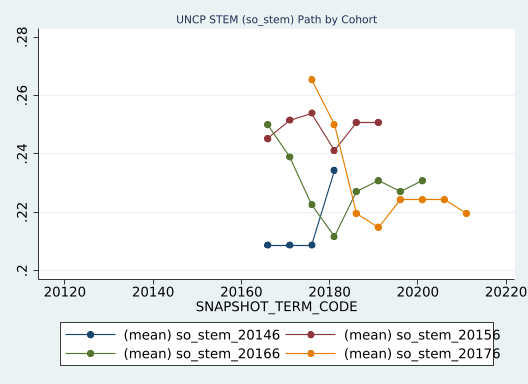 UNCP STEM (so_stem) Path by Cohort
.28
.26
.24
.22
.2
20120 20140 20160 20180 20200 20220
SNAPSHOT_TERM_CODE
(mean) so_stem_20146 (mean) so_stem_20156
(mean) so_stem_20166 (mean) so_stem_20176